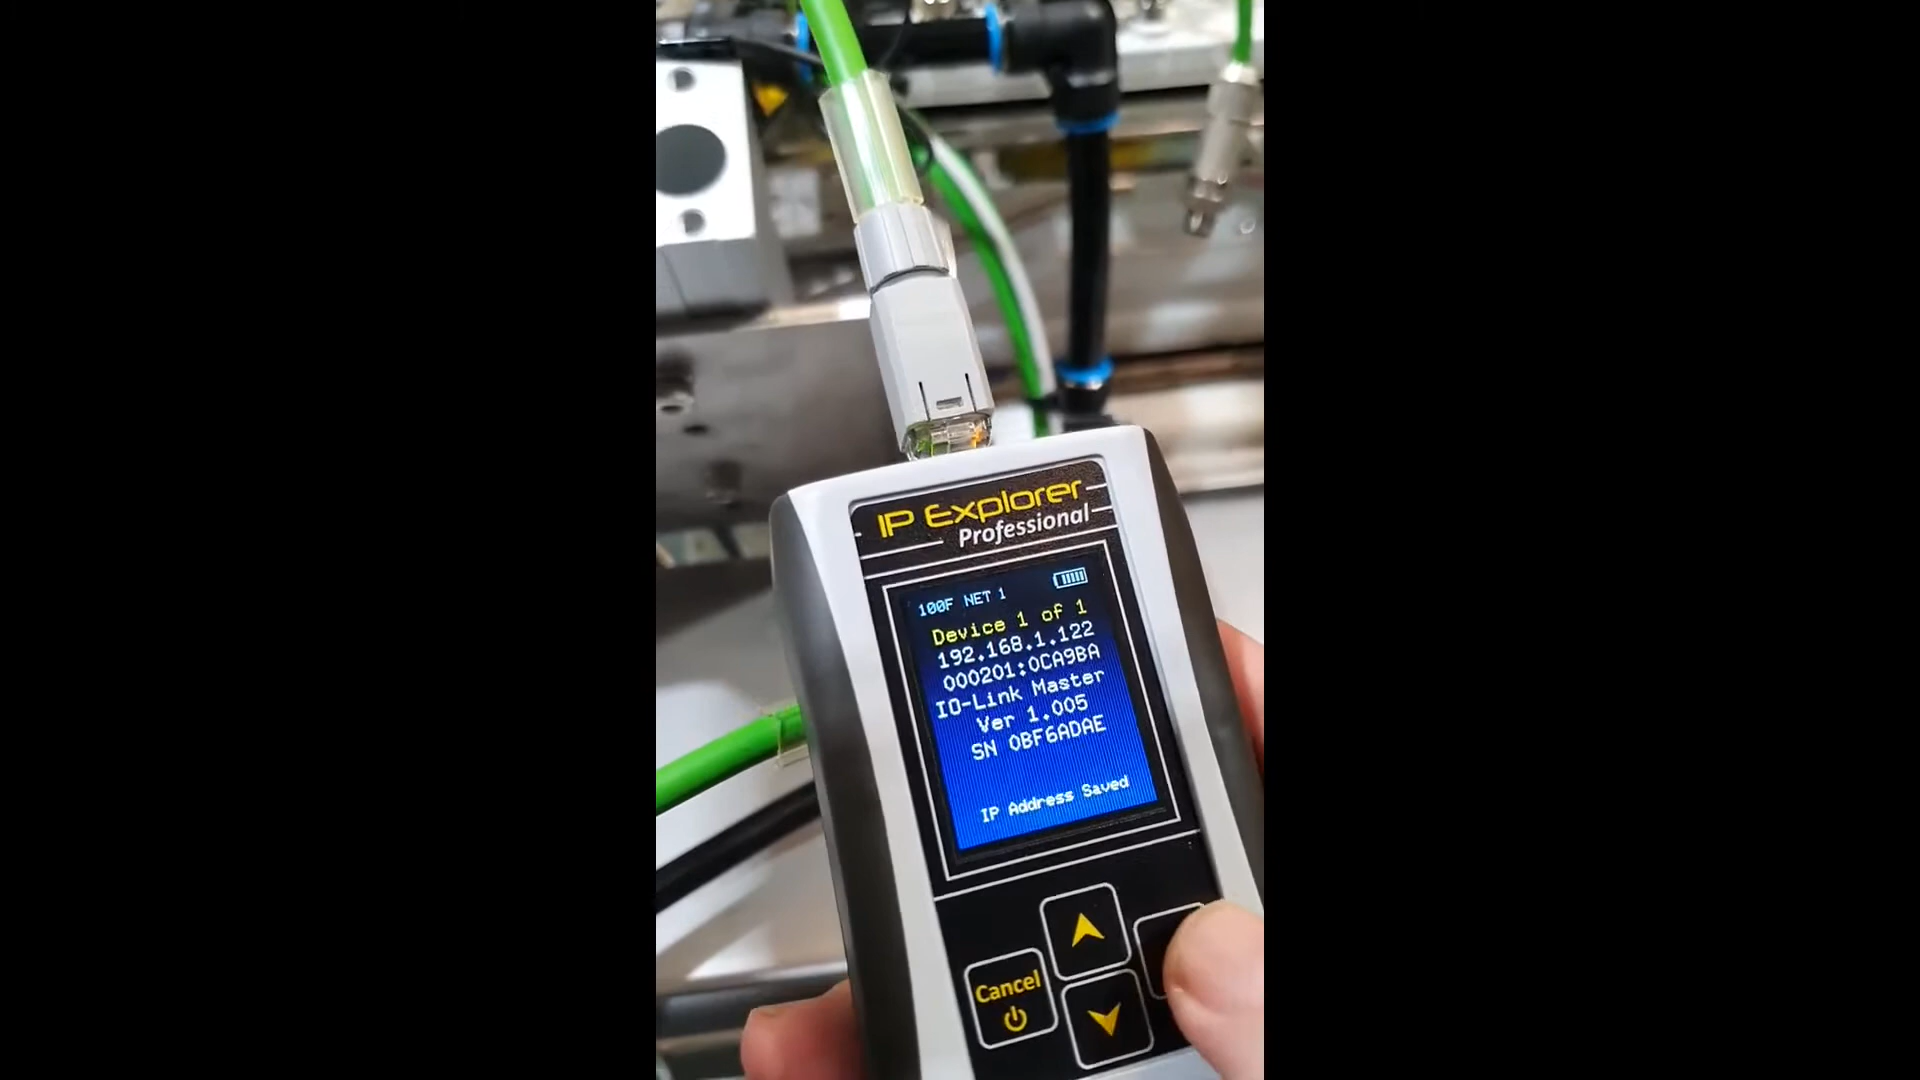 IP Explorer
Professional
100F NET 1
Device 1 of 1
192.168.1.122
000201:0CA9BA
IO-Link Master
Ver 1.005
SN 0BF6ADAE
IP Address Saved
Cancel